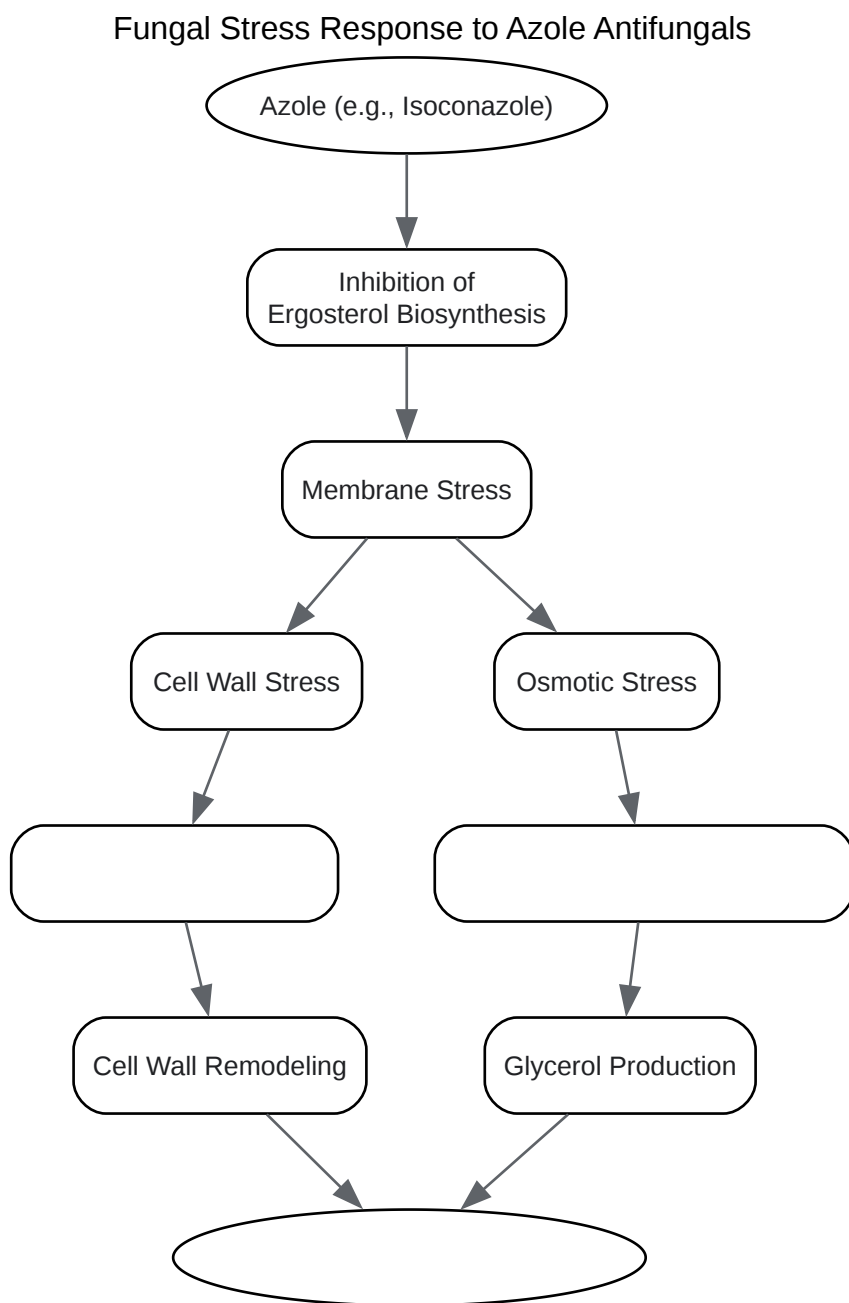 Fungal Stress Response to Azole Antifungals
Azole (e.g., Isoconazole)
Inhibition of
Ergosterol Biosynthesis
Membrane Stress
Cell Wall Stress
Osmotic Stress
Cell Wall Remodeling
Glycerol Production